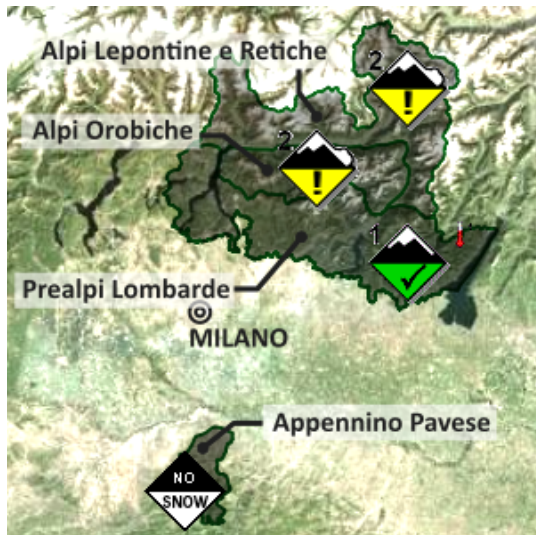 Alpi Lepontine e Retiche
2
!
Alpi Orobiche
2
!
1
Prealpi Lombarde
MILANO
Appennino Pavese
NO
SNOW